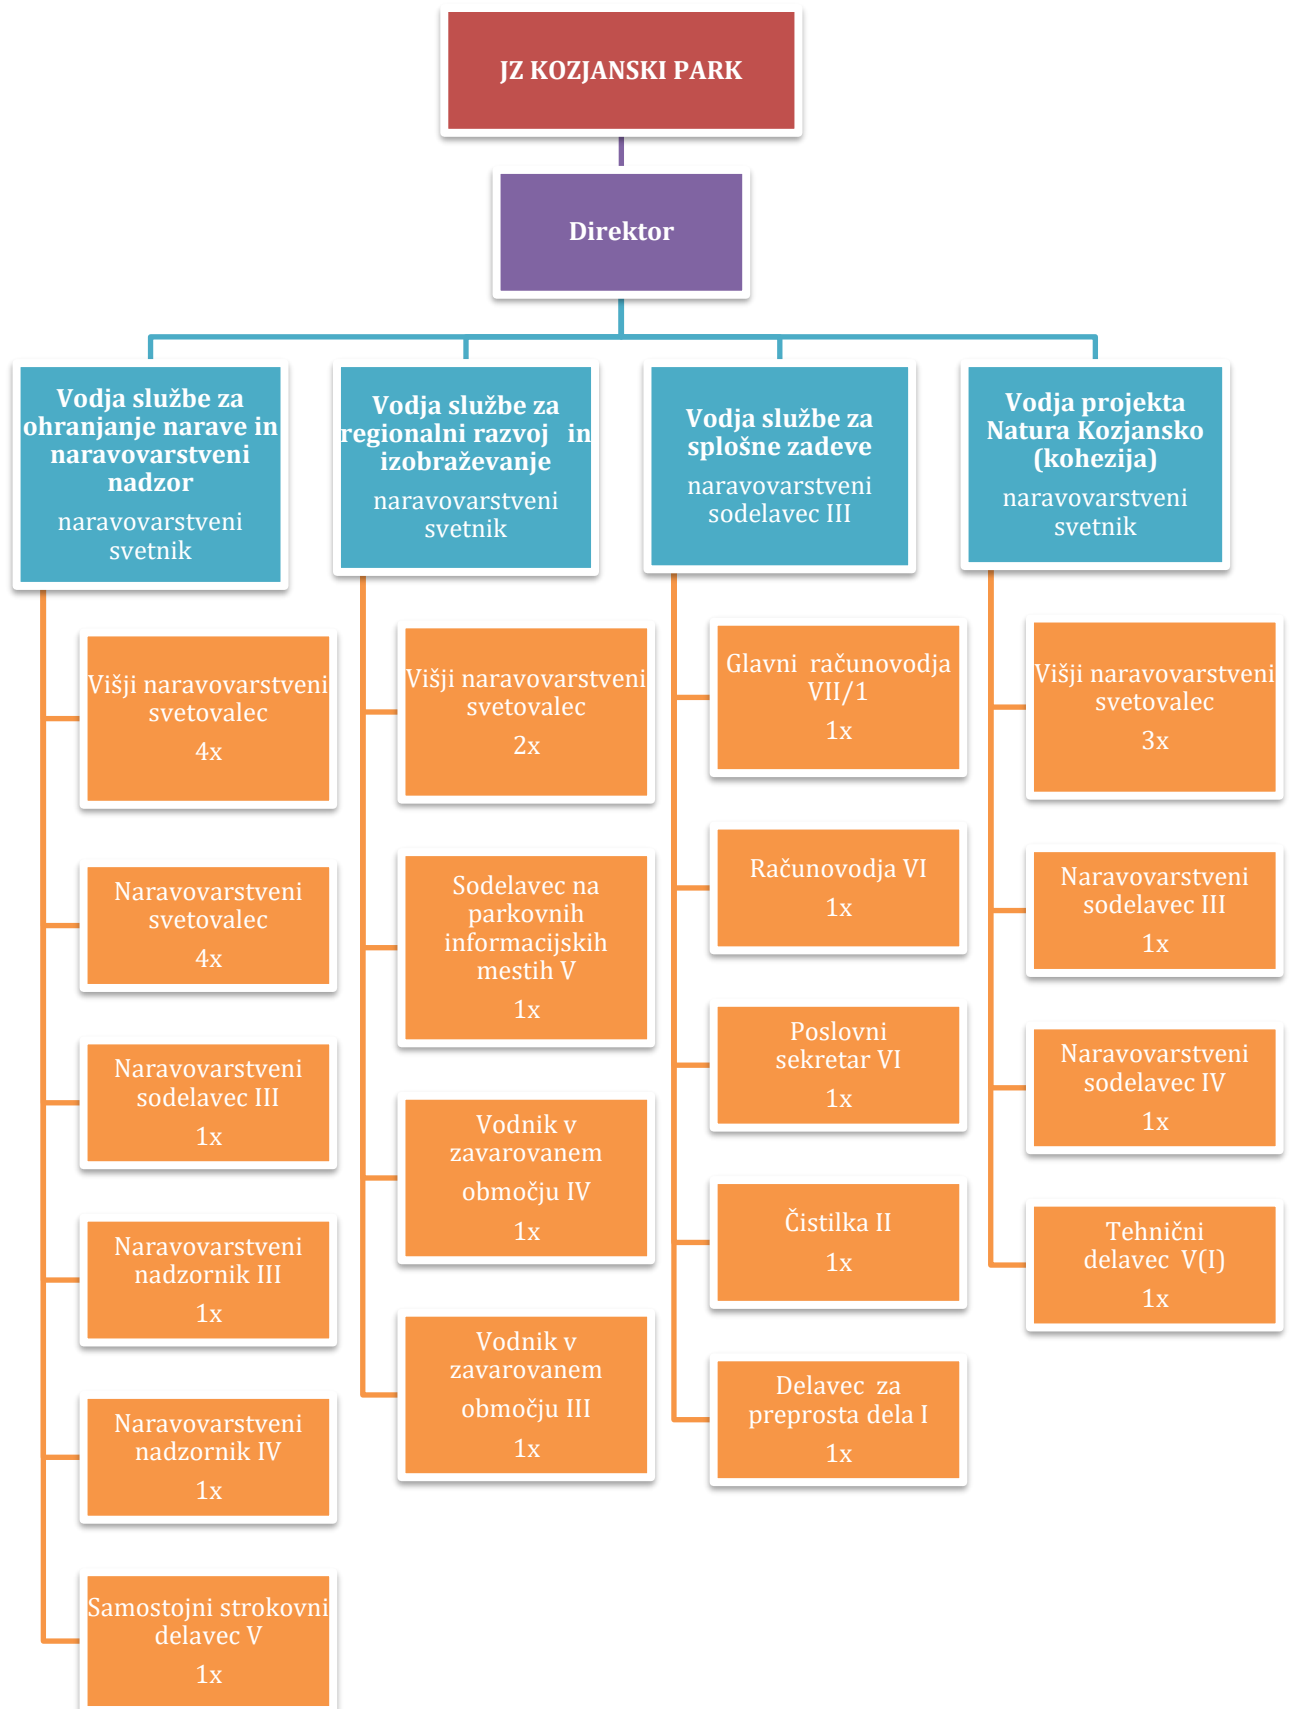 JZ KOZJANSKI PARK
Direktor
Vodja službe za
ohranjanje narave in
naravovarstveni
nadzor
naravovarstveni
svetnik
Višji naravovarstveni
svetovalec
4x
Naravovarstveni
svetovalec
4x
Naravovarstveni
sodelavec III
1x
Naravovarstveni
nadzornik III
1x
Naravovarstveni
nadzornik IV
1x
Samostojni strokovni
delavec V
1x
Vodja službe za
regionalni razvoj in
izobraževanje
naravovarstveni
svetnik
Višji naravovarstveni
svetovalec
2x
Sodelavec na
parkovnih
informacijskih
mestih V
1x
Vodnik v
zavarovanem
območju IV
1x
Vodnik v
zavarovanem
območju III
1x
Vodja službe za
splošne zadeve
naravovarstveni
sodelavec III
Glavni računovodja
VII/1
1x
Računovodja VI
1x
Poslovni
sekretar VI
1x
Čistilka II
1x
Delavec za
preprosta dela I
1x
Vodja projekta
Natura Kozjansko
(kohezija)
naravovarstveni
svetnik
Višji naravovarstveni
svetovalec
3x
Naravovarstveni
sodelavec III
1x
Naravovarstveni
sodelavec IV
1x
Tehnični
delavec V(I)
1x